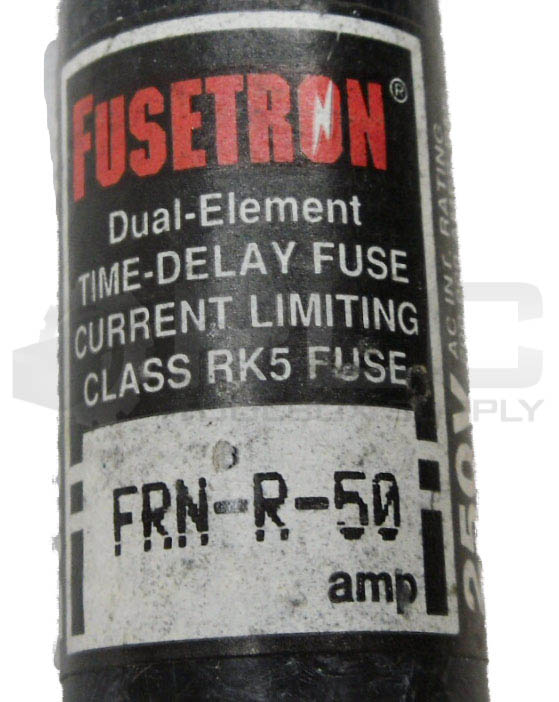 FUSETRON®
Dual-Element
TIME-DELAY FUSE
CURRENT LIMITING
CLASS RK5 FUSE
FRN-R-50
amp
250V AC INT. RATING